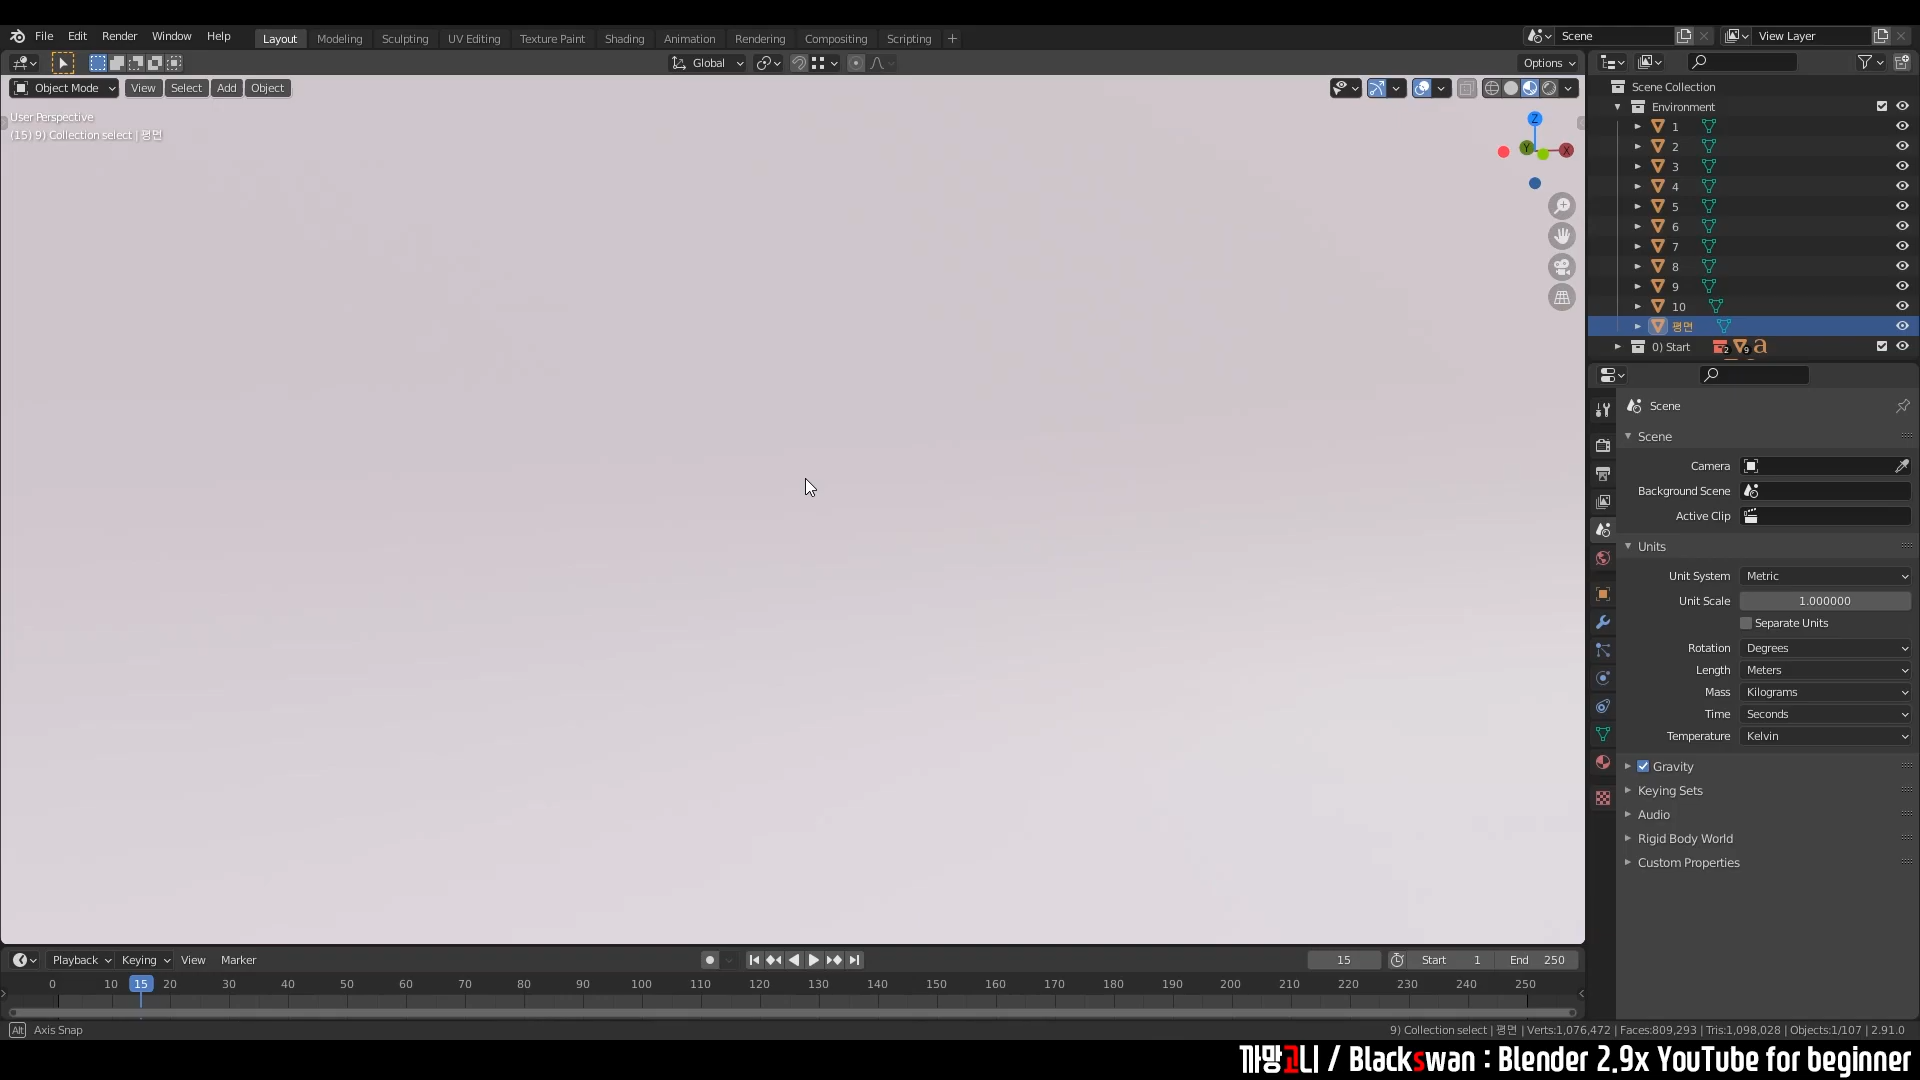 File Edit Render Window Help Layout Modeling Sculpting UV Editing Texture Paint Shading Animation Rendering Compositing Scripting + Scene View Layer
Global Options
Object Mode View Select Add Object
User Perspective
(15) 9) Collection select | 평면
Z
Y X
Scene Collection
Environment
1
2
3
4
5
6
7
8
9
10
평면
0) Start 2 9 a
Scene
Scene
Camera
Background Scene
Active Clip
Units
Unit System Metric
Unit Scale 1.000000
Separate Units
Rotation Degrees
Length Meters
Mass Kilograms
Time Seconds
Temperature Kelvin
Gravity
Keying Sets
Audio
Rigid Body World
Custom Properties
Playback Keying View Marker 15 Start 1 End 250
0 10 15 20 30 40 50 60 70 80 90 100 110 120 130 140 150 160 170 180 190 200 210 220 230 240 250
Alt Axis Snap
9) Collection select | 평면 | Verts:1,076,472 | Faces:809,293 | Tris:1,098,028 | Objects:1/107 | 2.91.0
까망고니 / Blackswan : Blender 2.9x YouTube for beginner